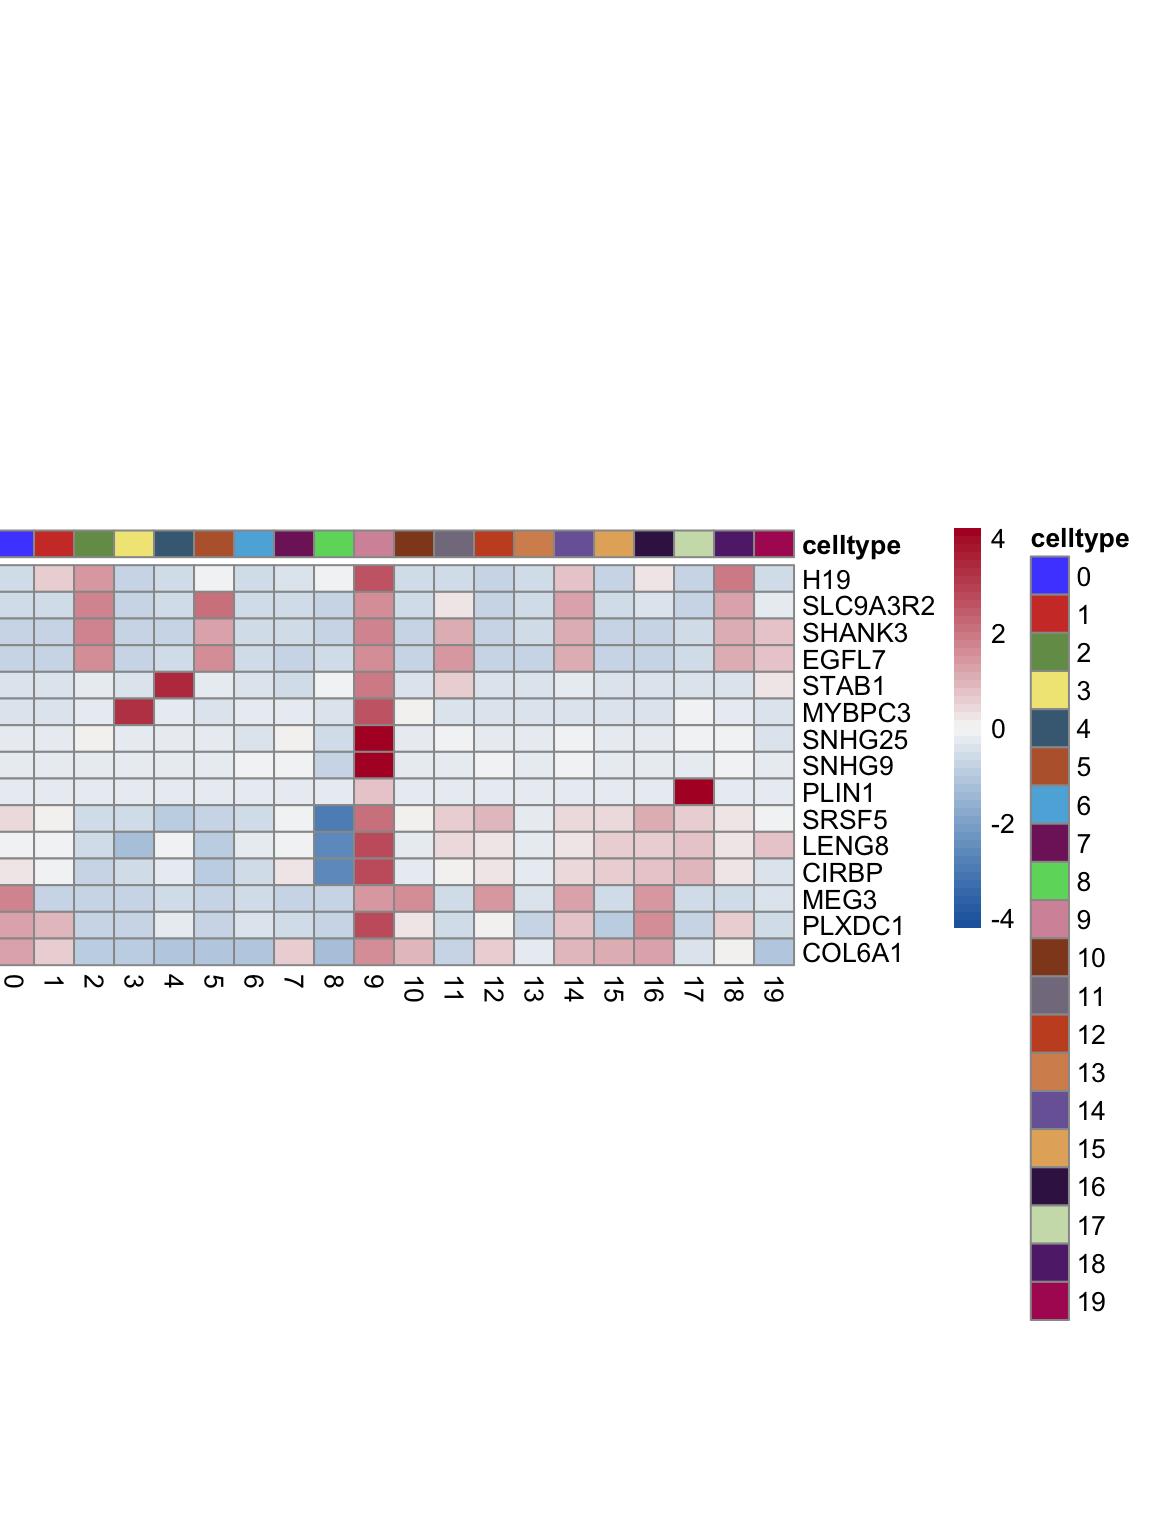 celltype
H19
SLC9A3R2
SHANK3
EGFL7
STAB1
MYBPC3
SNHG25
SNHG9
PLIN1
SRSF5
LENG8
CIRBP
MEG3
PLXDC1
COL6A1
0 1 2 3 4 5 6 7 8 9 10 11 12 13 14 15 16 17 18 19
4
2
0
-2
-4
celltype
0
1
2
3
4
5
6
7
8
9
10
11
12
13
14
15
16
17
18
19